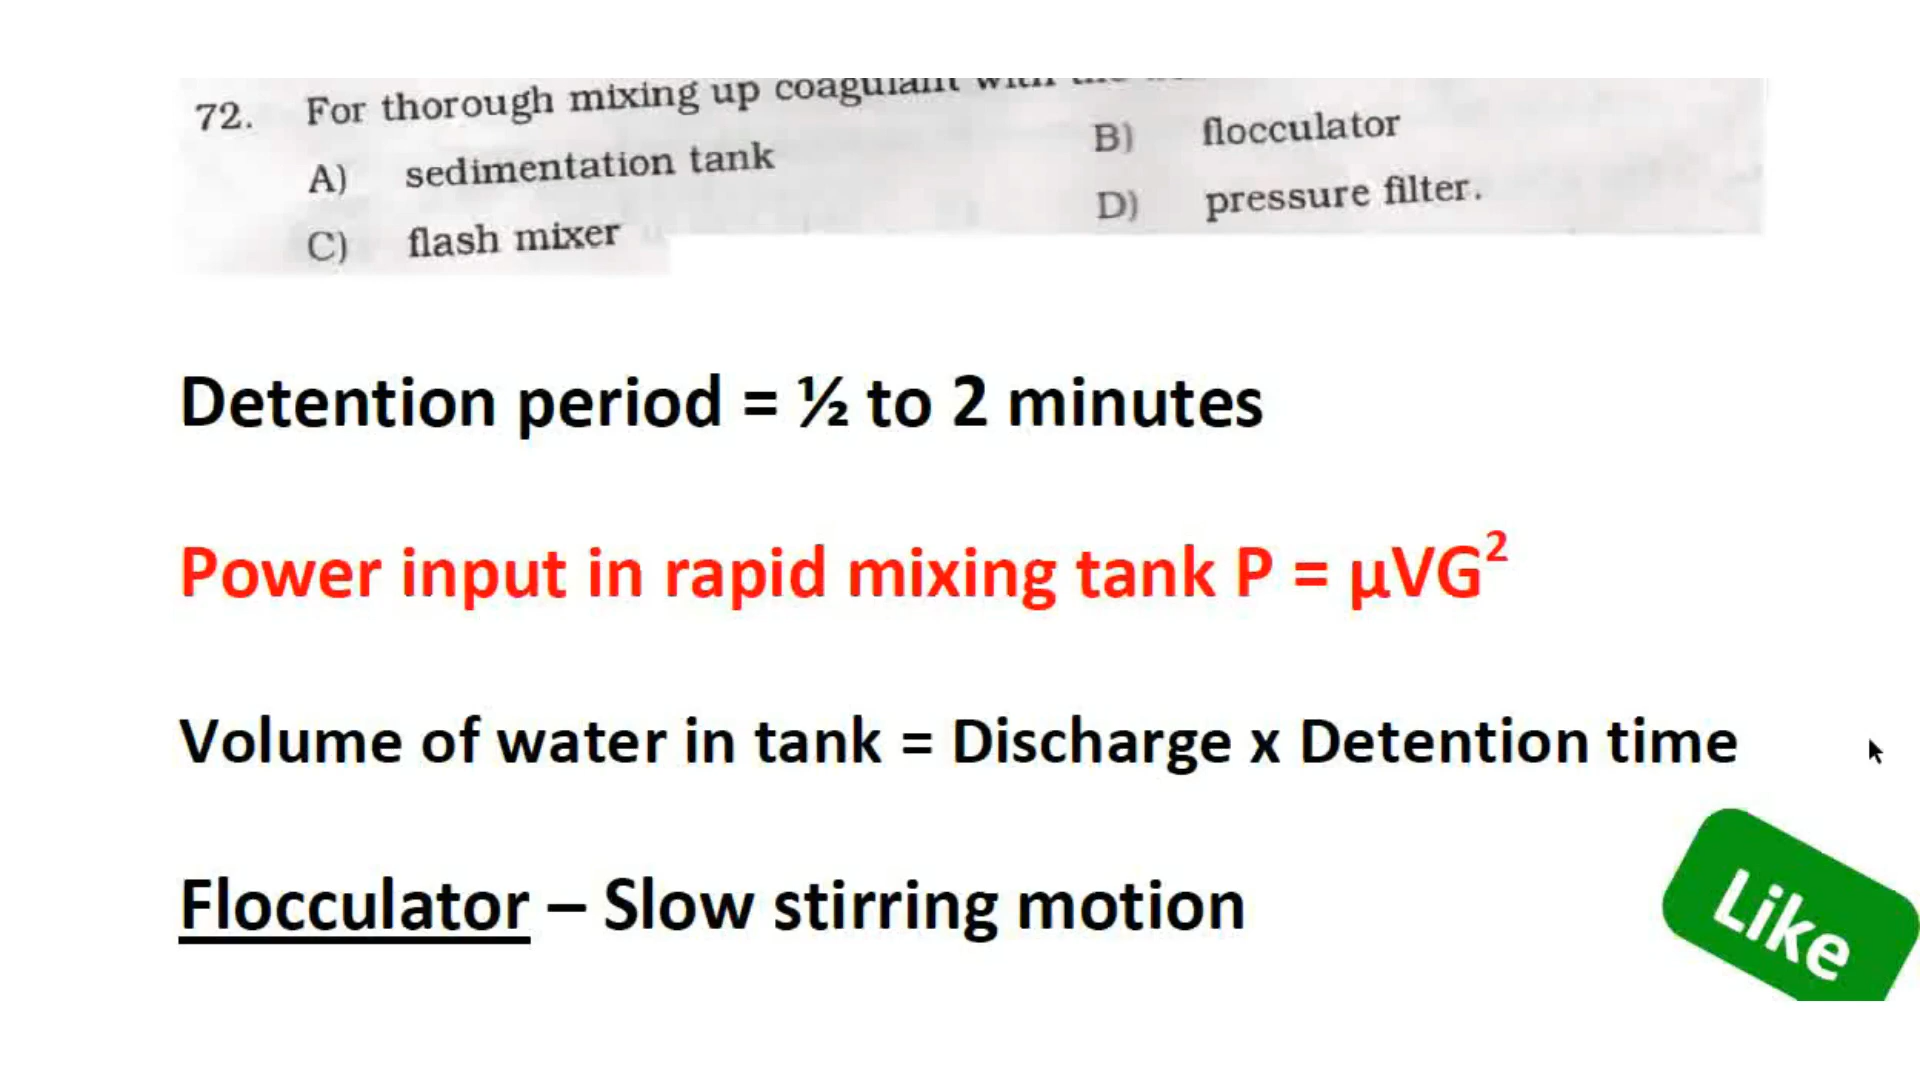 72. For thorough mixing up coagulant with
A) sedimentation tank B) flocculator
C) flash mixer D) pressure filter.
Detention period = ½ to 2 minutes
Power input in rapid mixing tank P = µVG²
Volume of water in tank = Discharge x Detention time
Flocculator – Slow stirring motion
Like